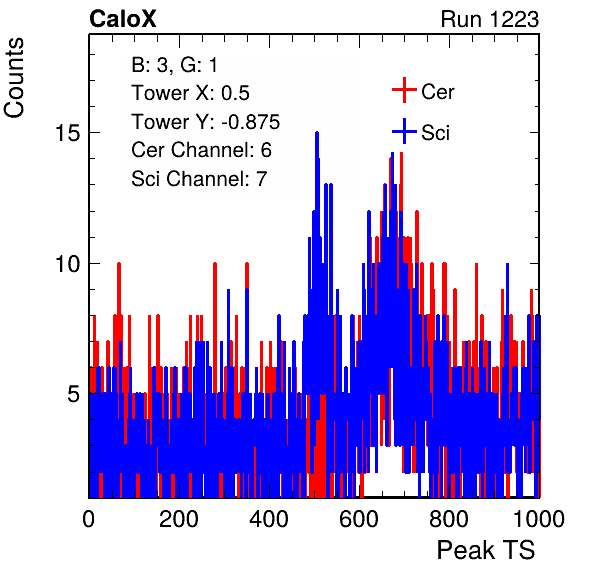 CaloX Run 1223
Counts
B: 3, G: 1
Tower X: 0.5
Tower Y: -0.875
Cer Channel: 6
Sci Channel: 7
Cer
Sci
15
10
5
0 200 400 600 800 1000
Peak TS